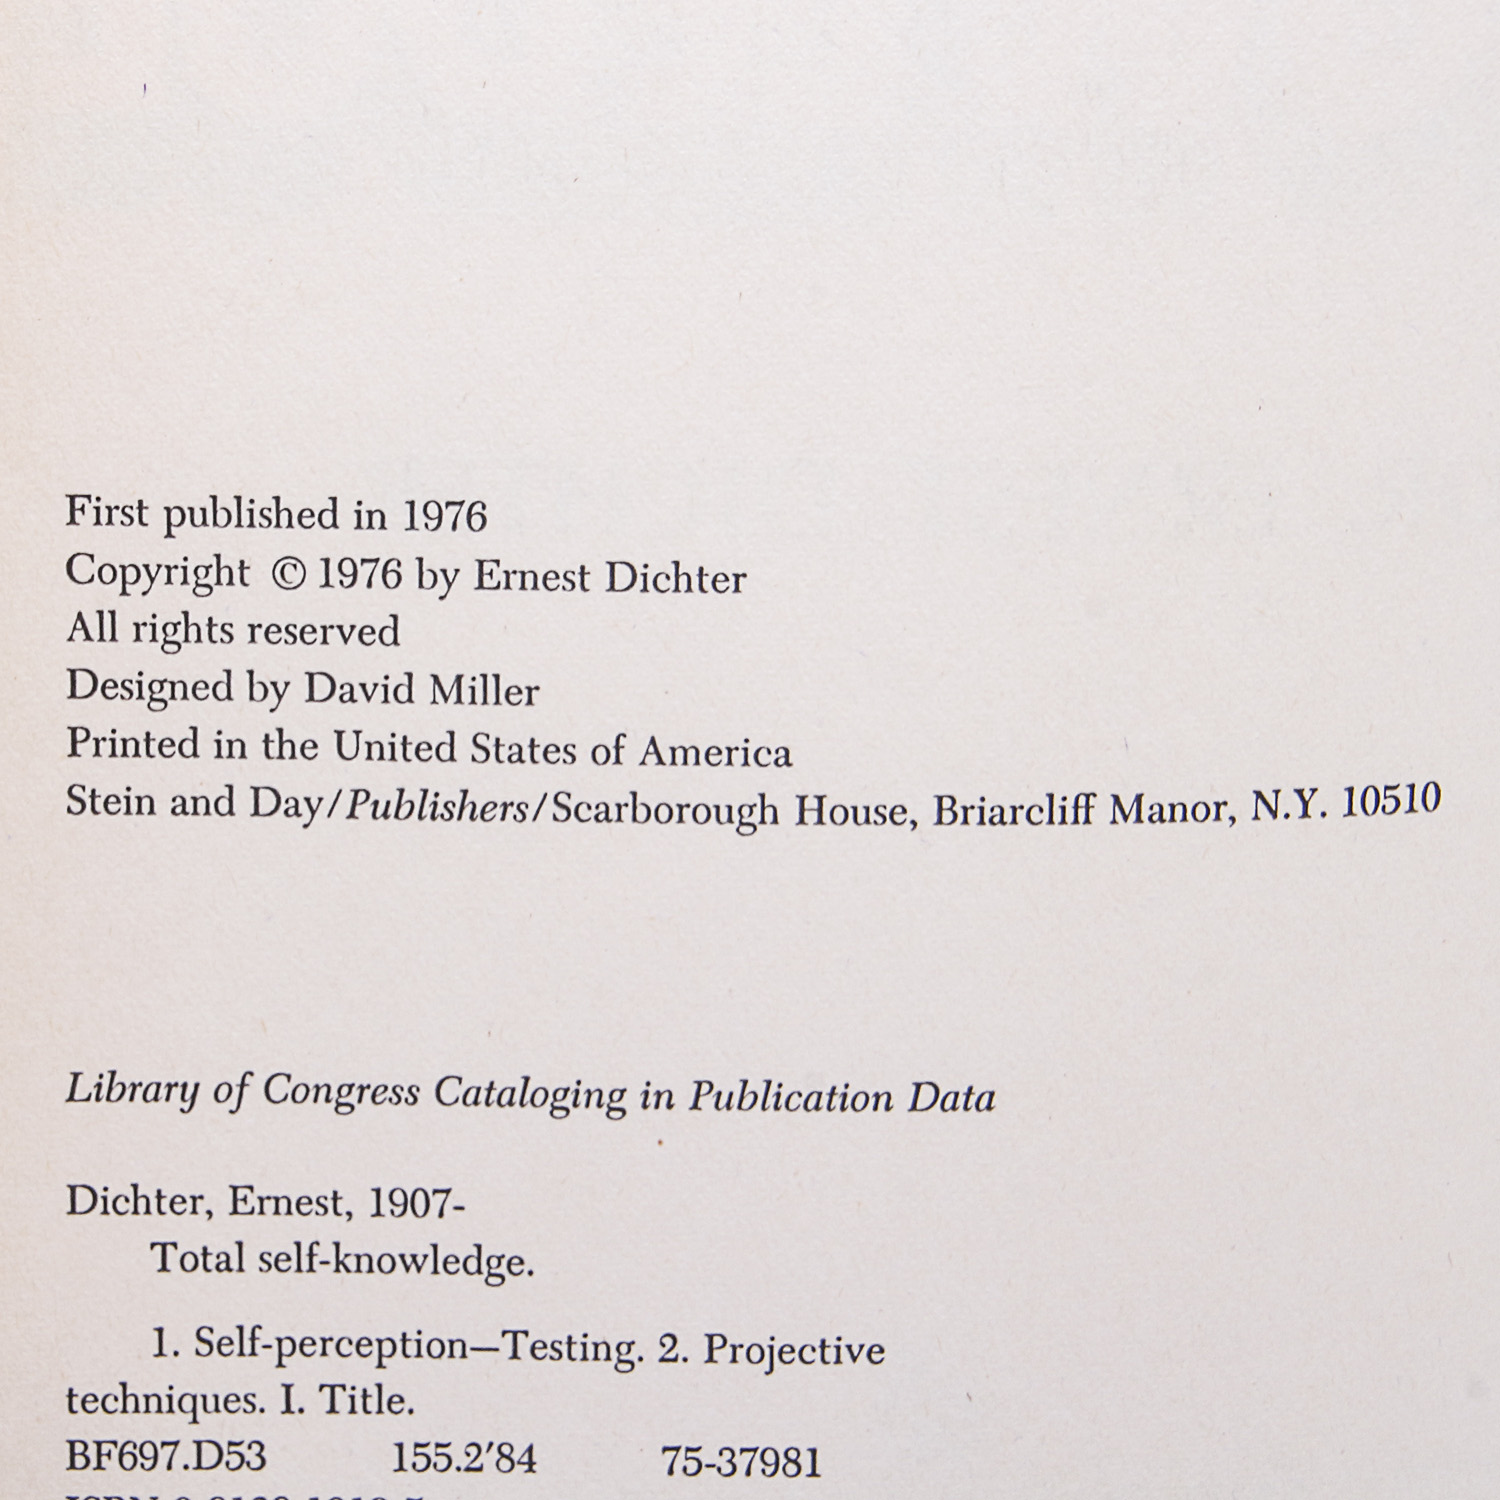 First published in 1976
Copyright © 1976 by Ernest Dichter
All rights reserved
Designed by David Miller
Printed in the United States of America
Stein and Day/Publishers/Scarborough House, Briarcliff Manor, N.Y. 10510
Library of Congress Cataloging in Publication Data
Dichter, Ernest, 1907-
Total self-knowledge.
1. Self-perception—Testing. 2. Projective
techniques. I. Title.
BF697.D53 155.2′84 75-37981